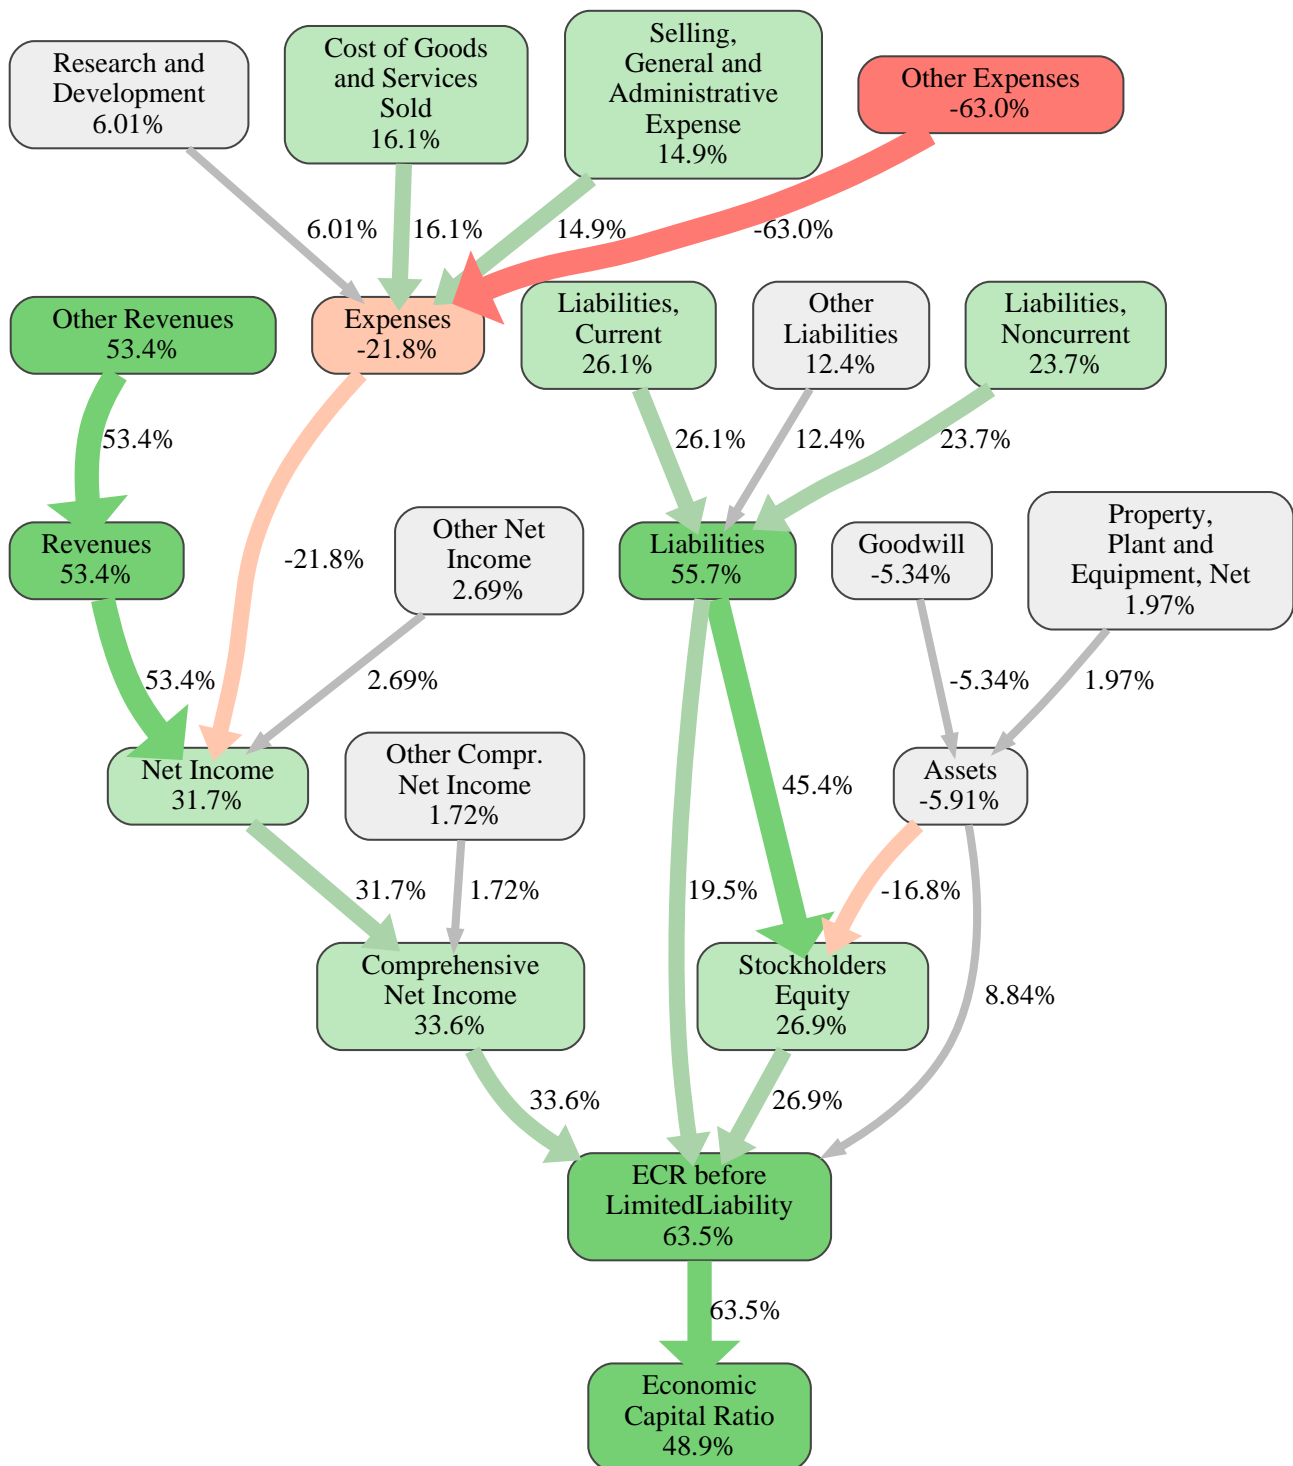 Research and
Development
6.01%
Cost of Goods
and Services
Sold
16.1%
Selling,
General and
Administrative
Expense
14.9%
Other Expenses
-63.0%
6.01%
16.1%
14.9%
-63.0%
Other Revenues
53.4%
Expenses
-21.8%
Liabilities,
Current
26.1%
Other
Liabilities
12.4%
Liabilities,
Noncurrent
23.7%
53.4%
26.1%
12.4%
23.7%
Revenues
53.4%
-21.8%
Other Net
Income
2.69%
Liabilities
55.7%
Goodwill
-5.34%
Property,
Plant and
Equipment, Net
1.97%
53.4%
2.69%
-5.34%
1.97%
Net Income
31.7%
Other Compr.
Net Income
1.72%
45.4%
Assets
-5.91%
31.7%
1.72%
19.5%
-16.8%
Comprehensive
Net Income
33.6%
Stockholders
Equity
26.9%
8.84%
33.6%
26.9%
ECR before
LimitedLiability
63.5%
63.5%
Economic
Capital Ratio
48.9%